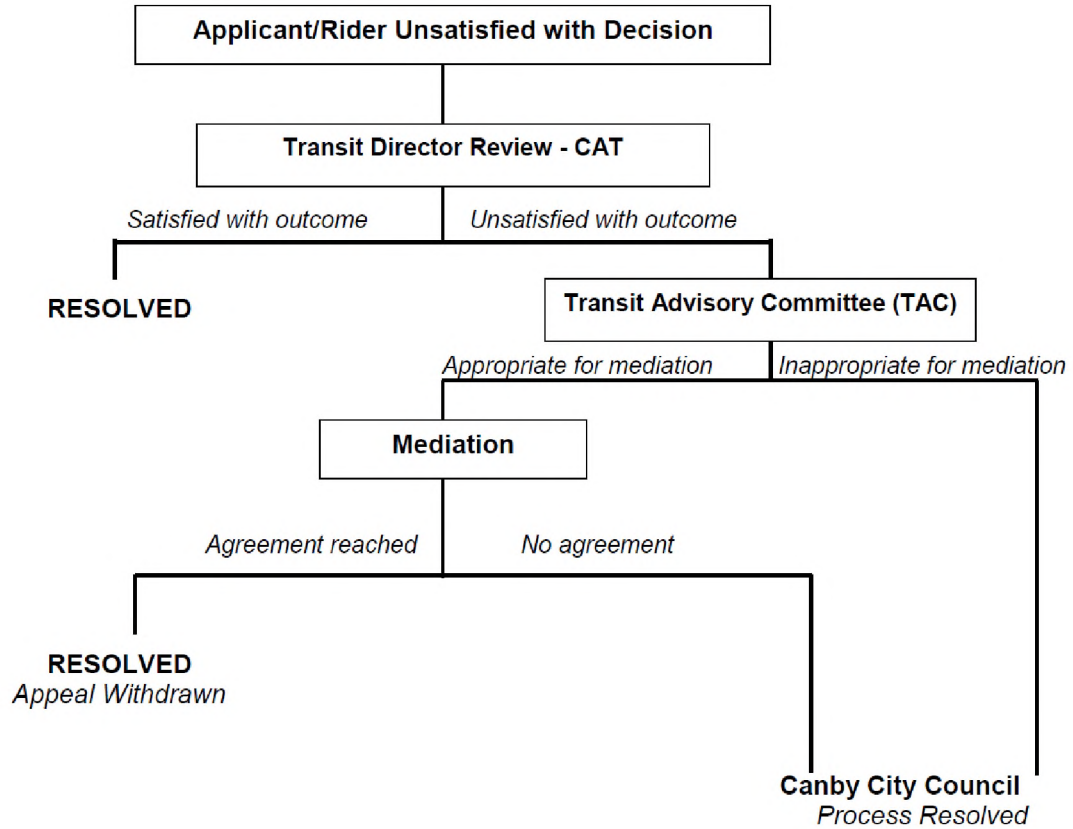 Applicant/Rider Unsatisfied with Decision
Transit Director Review - CAT
Satisfied with outcome
Unsatisfied with outcome
RESOLVED
Transit Advisory Committee (TAC)
Appropriate for mediation
Inappropriate for mediation
Mediation
Agreement reached
No agreement
RESOLVED
Appeal Withdrawn
Canby City Council
Process Resolved